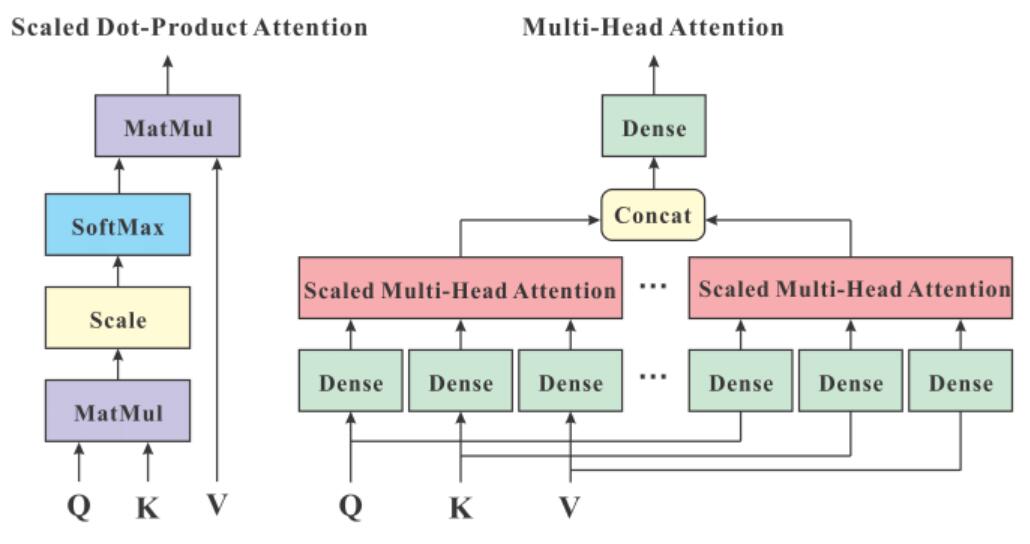 Scaled Dot-Product Attention
MatMul
SoftMax
Scale
MatMul
Q K V
Multi-Head Attention
Dense
Concat
Scaled Multi-Head Attention ... Scaled Multi-Head Attention
Dense Dense Dense ... Dense Dense Dense
Q K V